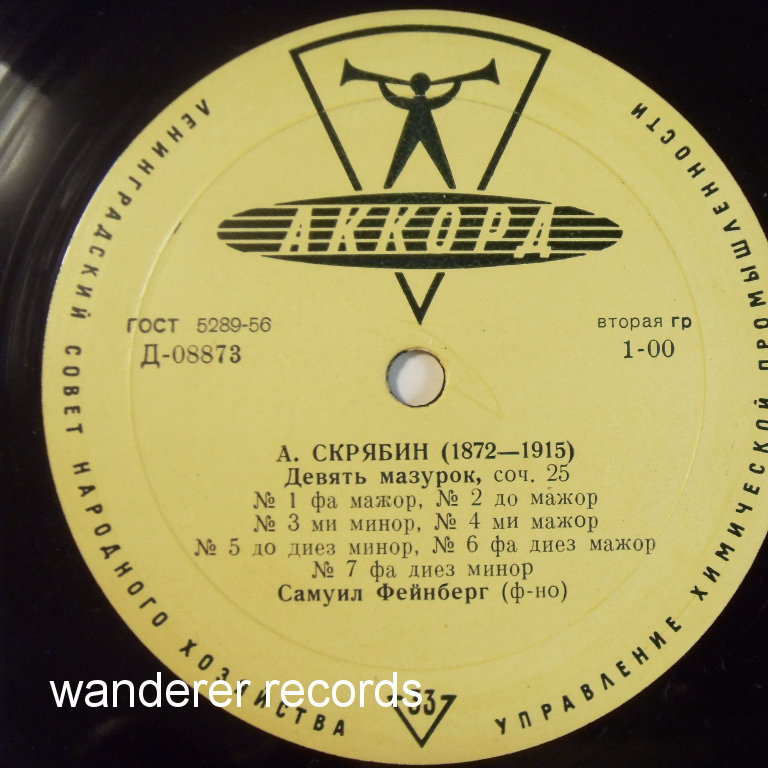 ЛЕНИНГРАДСКИЙ СОВЕТ НАРОДНОГО ХОЗЯЙСТВА
УПРАВЛЕНИЕ ХИМИЧЕСКОЙ ПРОМЫШЛЕННОСТИ
АККОРД
ГОСТ 5289-56
вторая гр
Д-08873
1-00
А. СКРЯБИН (1872—1915)
Девять мазурок, соч. 25
№ 1 фа мажор, № 2 до мажор
№ 3 ми минор, № 4 ми мажор
№ 5 до диез минор, № 6 фа диез мажор
№ 7 фа диез минор
Самуил Фейнберг (ф-но)
wanderer records